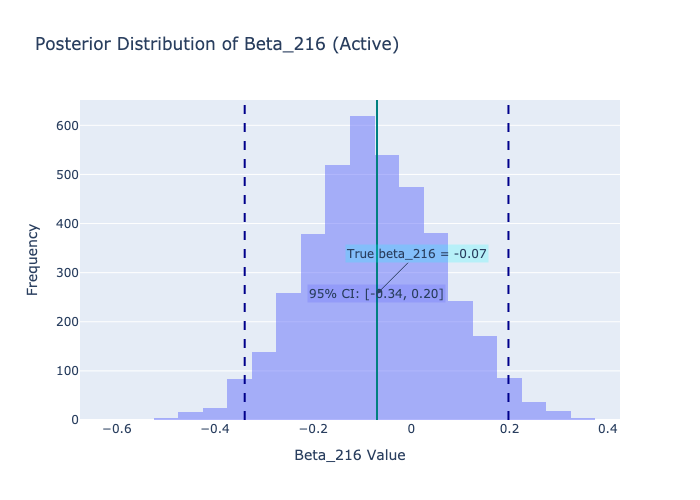 Posterior Distribution of Beta_216 (Active)
600
500
400
300
200
100
0
Frequency
True beta_216 = -0.07
95% CI: [-0.34, 0.20]
−0.6
−0.4
−0.2
0
0.2
0.4
Beta_216 Value